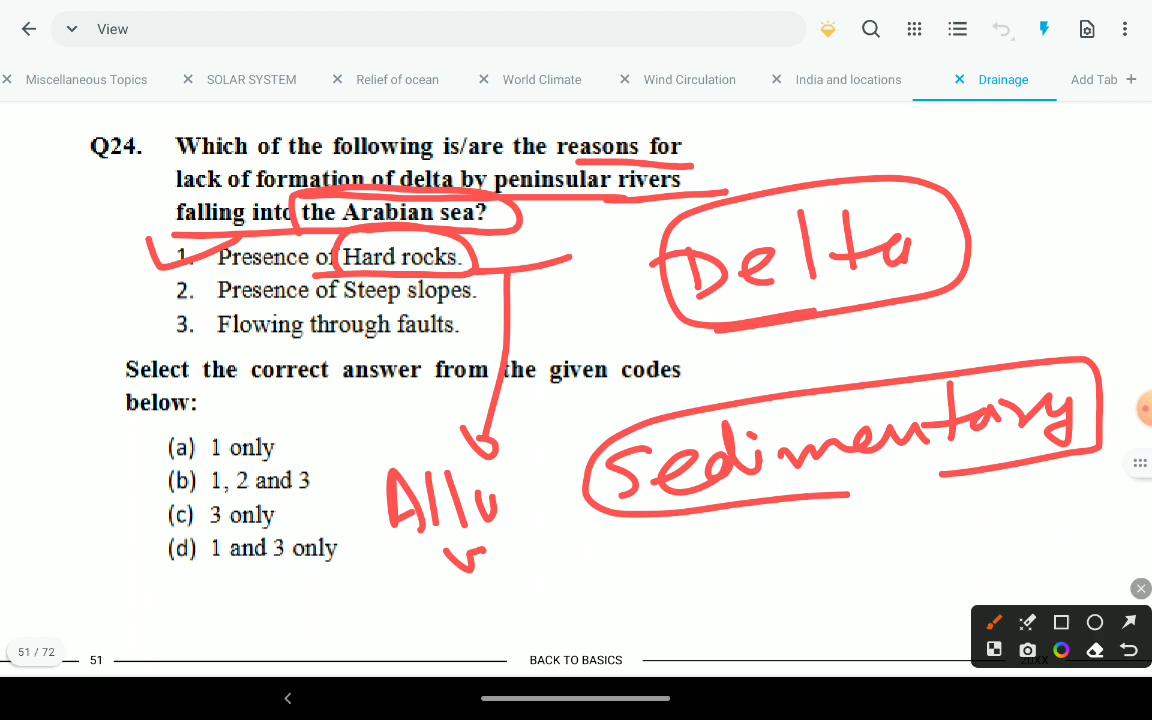 View
Miscellaneous Topics SOLAR SYSTEM Relief of ocean World Climate Wind Circulation India and locations Drainage Add Tab +
Q24. Which of the following is/are the reasons for
lack of formation of delta by peninsular rivers
falling into the Arabian sea?
1. Presence of Hard rocks.
2. Presence of Steep slopes.
3. Flowing through faults.
Delta
Select the correct answer from the given codes
below:
Sedimentary
(a) 1 only
(b) 1, 2 and 3
(c) 3 only
(d) 1 and 3 only
Allu
51 / 72
51 BACK TO BASICS 20XX